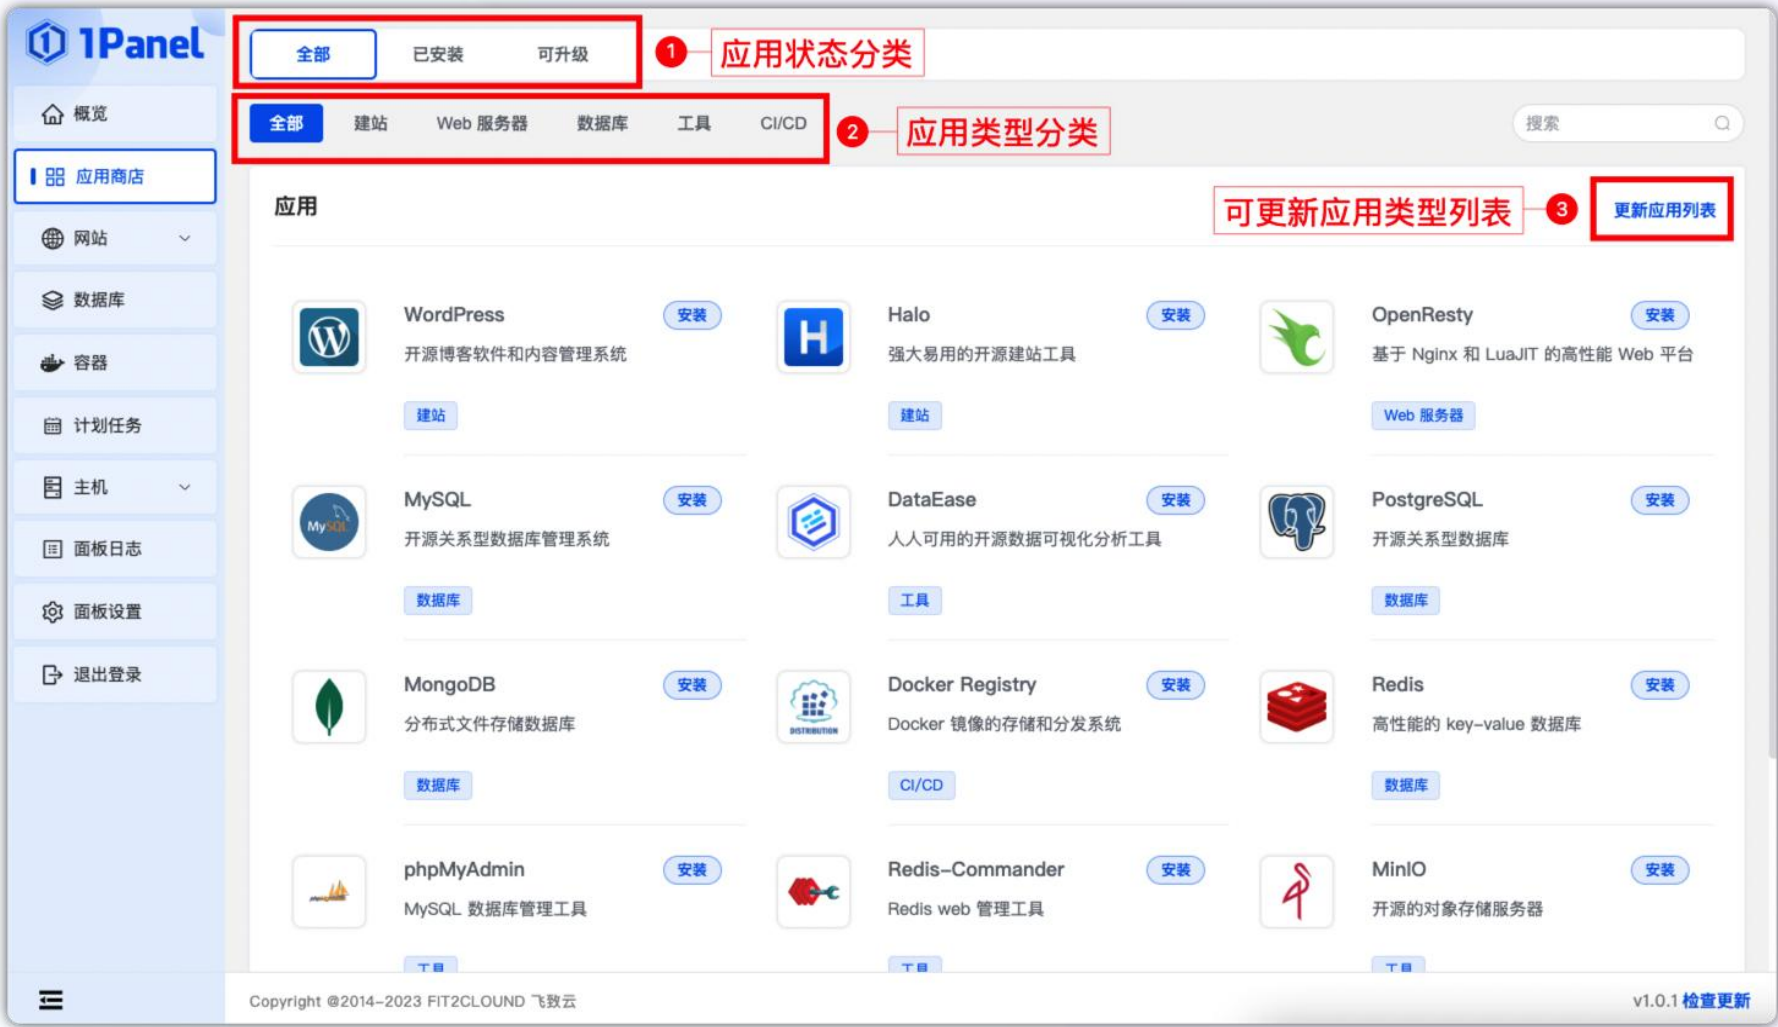 1Panel
概览
应用商店
网站
数据库
容器
计划任务
主机
面板日志
面板设置
退出登录
全部 已安装 可升级
1 应用状态分类
全部 建站 Web 服务器 数据库 工具 CI/CD
2 应用类型分类
搜索
应用
可更新应用类型列表 3 更新应用列表
WordPress 安装
开源博客软件和内容管理系统
建站
Halo 安装
强大易用的开源建站工具
建站
OpenResty 安装
基于 Nginx 和 LuaJIT 的高性能 Web 平台
Web 服务器
MySQL
MySQL 安装
开源关系型数据库管理系统
数据库
DataEase 安装
人人可用的开源数据可视化分析工具
工具
PostgreSQL 安装
开源关系型数据库
数据库
MongoDB 安装
分布式文件存储数据库
数据库
DISTRIBUTION
Docker Registry 安装
Docker 镜像的存储和分发系统
CI/CD
Redis 安装
高性能的 key-value 数据库
数据库
phpMyAdmin 安装
MySQL 数据库管理工具
工具
Redis-Commander 安装
Redis web 管理工具
工具
MinIO 安装
开源的对象存储服务器
工具
Copyright @2014-2023 FIT2CLOUND 飞致云
v1.0.1 检查更新